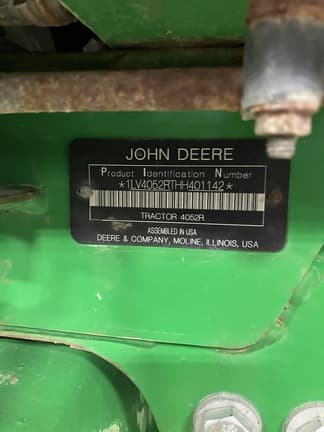 JOHN DEERE
Product Identification Number
*1LV4052RTHH401142*
TRACTOR 4052R
ASSEMBLED IN USA
DEERE & COMPANY, MOLINE, ILLINOIS, USA